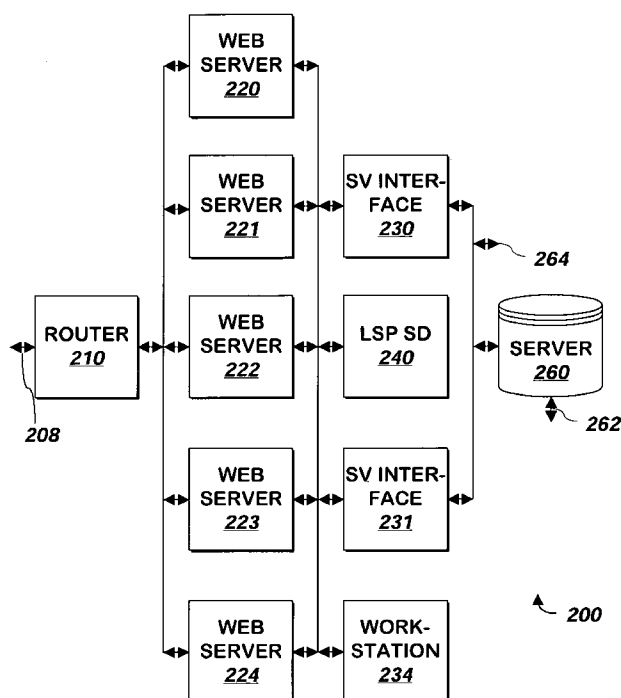 WEB
SERVER
220
WEB
SERVER
221
SV INTER-
FACE
230
264
ROUTER
210
WEB
SERVER
222
LSP SD
240
SERVER
260
208
262
WEB
SERVER
223
SV INTER-
FACE
231
WEB
SERVER
224
WORK-
STATION
234
200